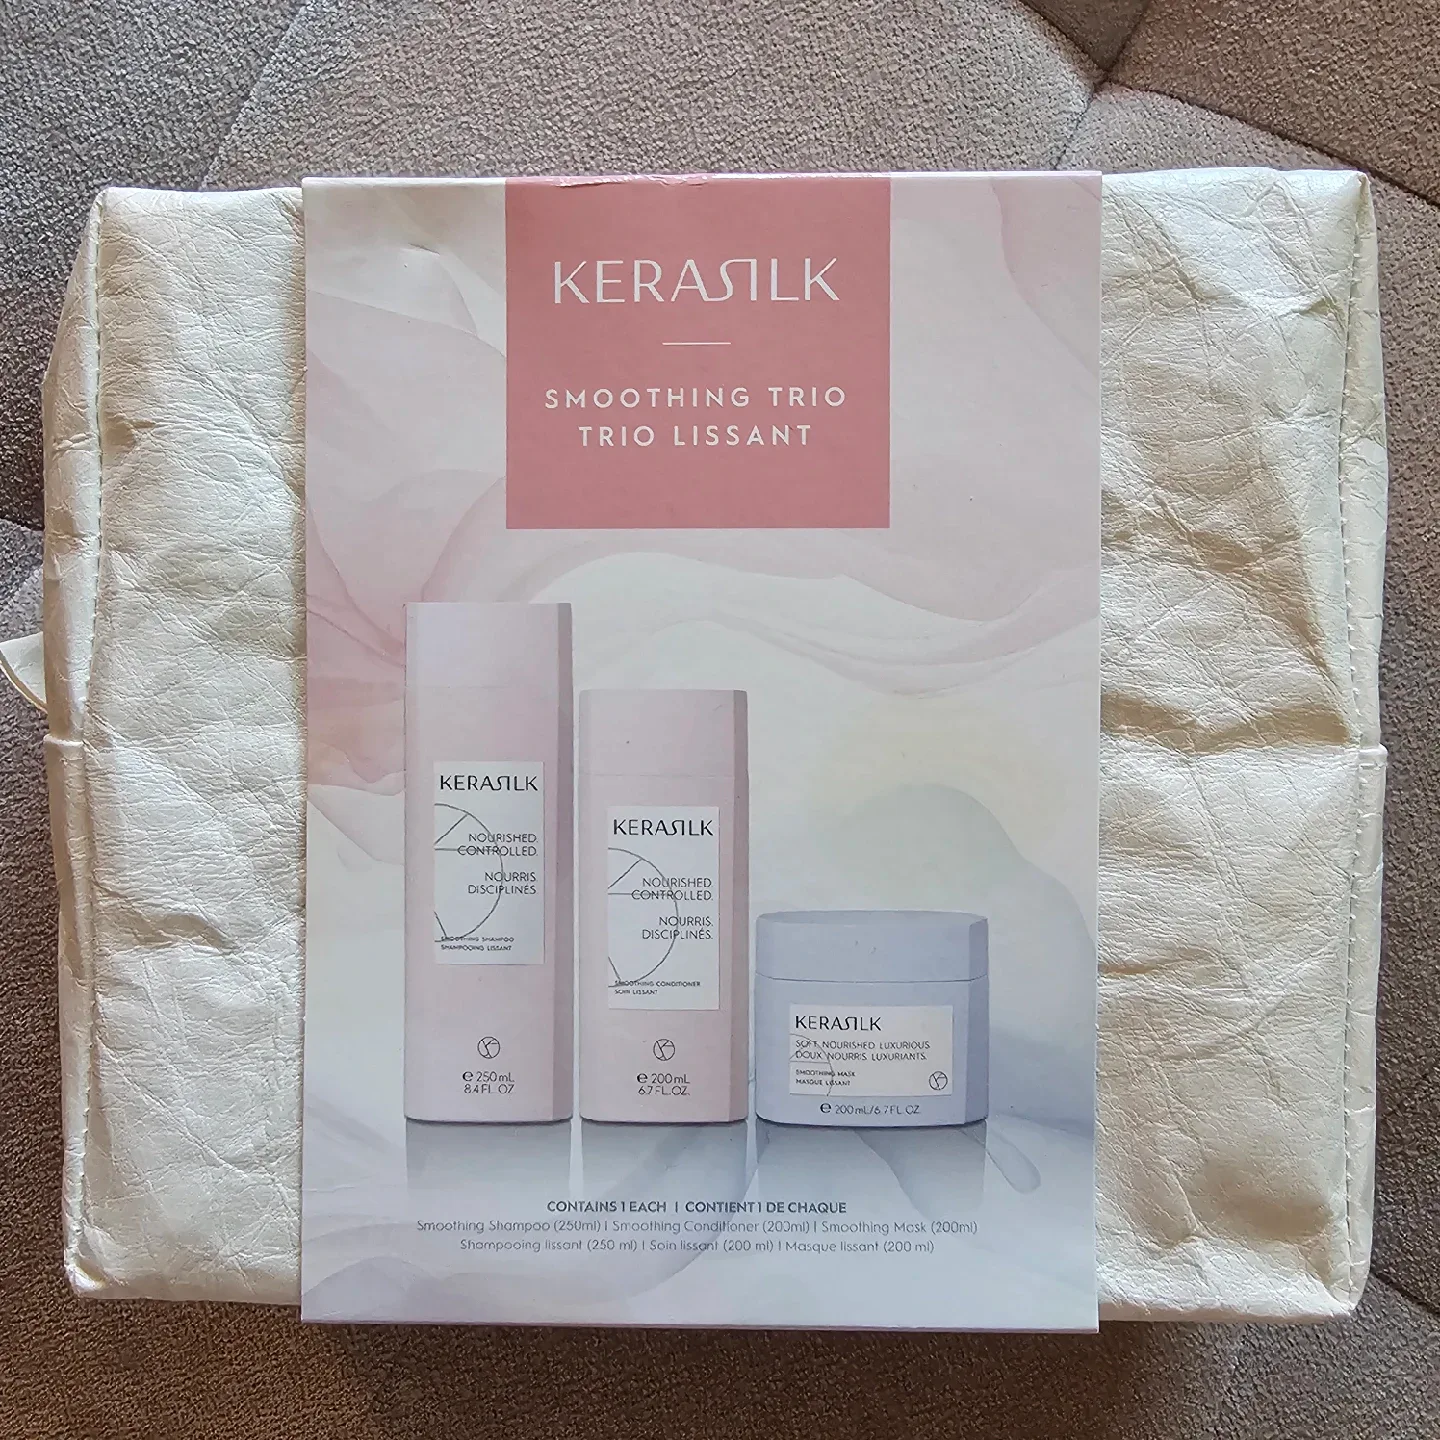 KERASILK
SMOOTHING TRIO
TRIO LISSANT
KERASILK
NOURISHED.
CONTROLLED.
NOURRIS.
DISCIPLINÉS.
SMOOTHING SHAMPOO
SHAMPOOING LISSANT
e 250 mL
8.4 FL. OZ.
KERASILK
NOURISHED.
CONTROLLED.
NOURRIS.
DISCIPLINÉS.
SMOOTHING CONDITIONER
SOIN LISSANT
e 200 mL
6.7 FL. OZ.
KERASILK
SOFT. NOURISHED. LUXURIOUS.
DOUX. NOURRIS. LUXURIANTS.
SMOOTHING MASK
MASQUE LISSANT
e 200 mL/6.7 FL. OZ.
CONTAINS 1 EACH | CONTIENT 1 DE CHAQUE
Smoothing Shampoo (250ml) | Smoothing Conditioner (200ml) | Smoothing Mask (200ml)
Shampooing lissant (250 ml) | Soin lissant (200 ml) | Masque lissant (200 ml)